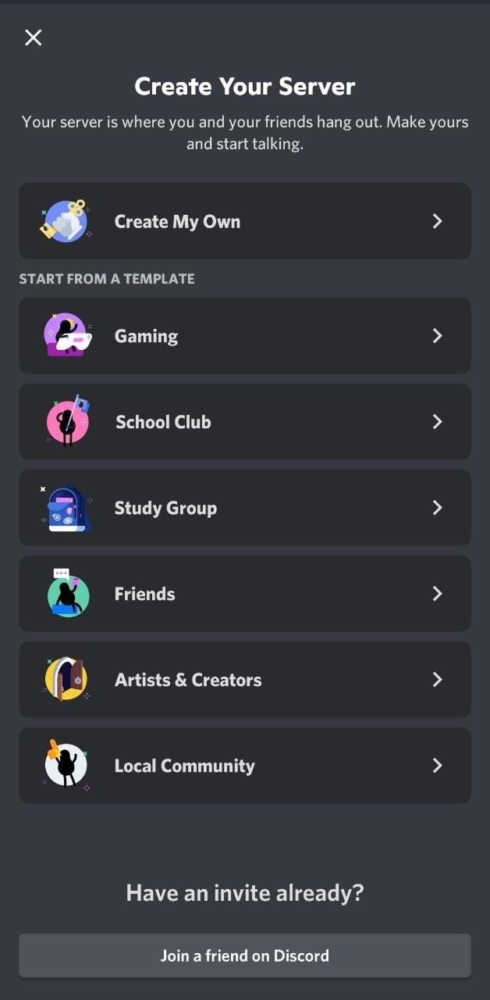 Create Your Server
Your server is where you and your friends hang out. Make yours
and start talking.
Create My Own
START FROM A TEMPLATE
Gaming
School Club
Study Group
Friends
Artists & Creators
Local Community
Have an invite already?
Join a friend on Discord